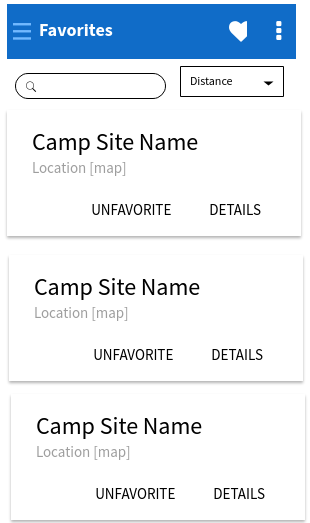 Favorites
Distance
Camp Site Name
Location [map]
UNFAVORITE DETAILS
Camp Site Name
Location [map]
UNFAVORITE DETAILS
Camp Site Name
Location [map]
UNFAVORITE DETAILS